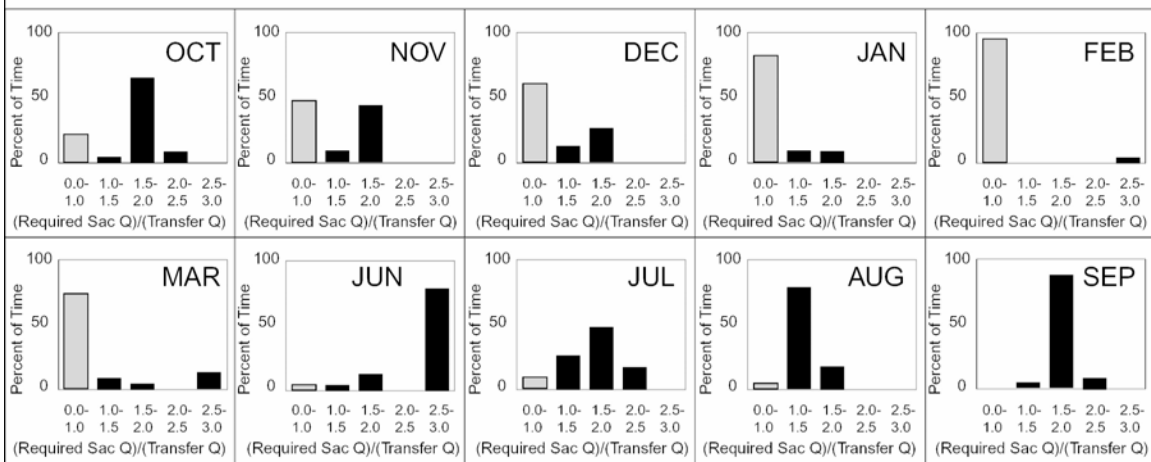 Percent of Time
100
50
0
OCT
0.0- 1.0- 1.5- 2.0- 2.5-
1.0 1.5 2.0 2.5 3.0
(Required Sac Q)/(Transfer Q)
Percent of Time
100
50
0
NOV
0.0- 1.0- 1.5- 2.0- 2.5-
1.0 1.5 2.0 2.5 3.0
(Required Sac Q)/(Transfer Q)
Percent of Time
100
50
0
DEC
0.0- 1.0- 1.5- 2.0- 2.5-
1.0 1.5 2.0 2.5 3.0
(Required Sac Q)/(Transfer Q)
Percent of Time
100
50
0
JAN
0.0- 1.0- 1.5- 2.0- 2.5-
1.0 1.5 2.0 2.5 3.0
(Required Sac Q)/(Transfer Q)
Percent of Time
100
50
0
FEB
0.0- 1.0- 1.5- 2.0- 2.5-
1.0 1.5 2.0 2.5 3.0
(Required Sac Q)/(Transfer Q)
Percent of Time
100
50
0
MAR
0.0- 1.0- 1.5- 2.0- 2.5-
1.0 1.5 2.0 2.5 3.0
(Required Sac Q)/(Transfer Q)
Percent of Time
100
50
0
JUN
0.0- 1.0- 1.5- 2.0- 2.5-
1.0 1.5 2.0 2.5 3.0
(Required Sac Q)/(Transfer Q)
Percent of Time
100
50
0
JUL
0.0- 1.0- 1.5- 2.0- 2.5-
1.0 1.5 2.0 2.5 3.0
(Required Sac Q)/(Transfer Q)
Percent of Time
100
50
0
AUG
0.0- 1.0- 1.5- 2.0- 2.5-
1.0 1.5 2.0 2.5 3.0
(Required Sac Q)/(Transfer Q)
Percent of Time
100
50
0
SEP
0.0- 1.0- 1.5- 2.0- 2.5-
1.0 1.5 2.0 2.5 3.0
(Required Sac Q)/(Transfer Q)